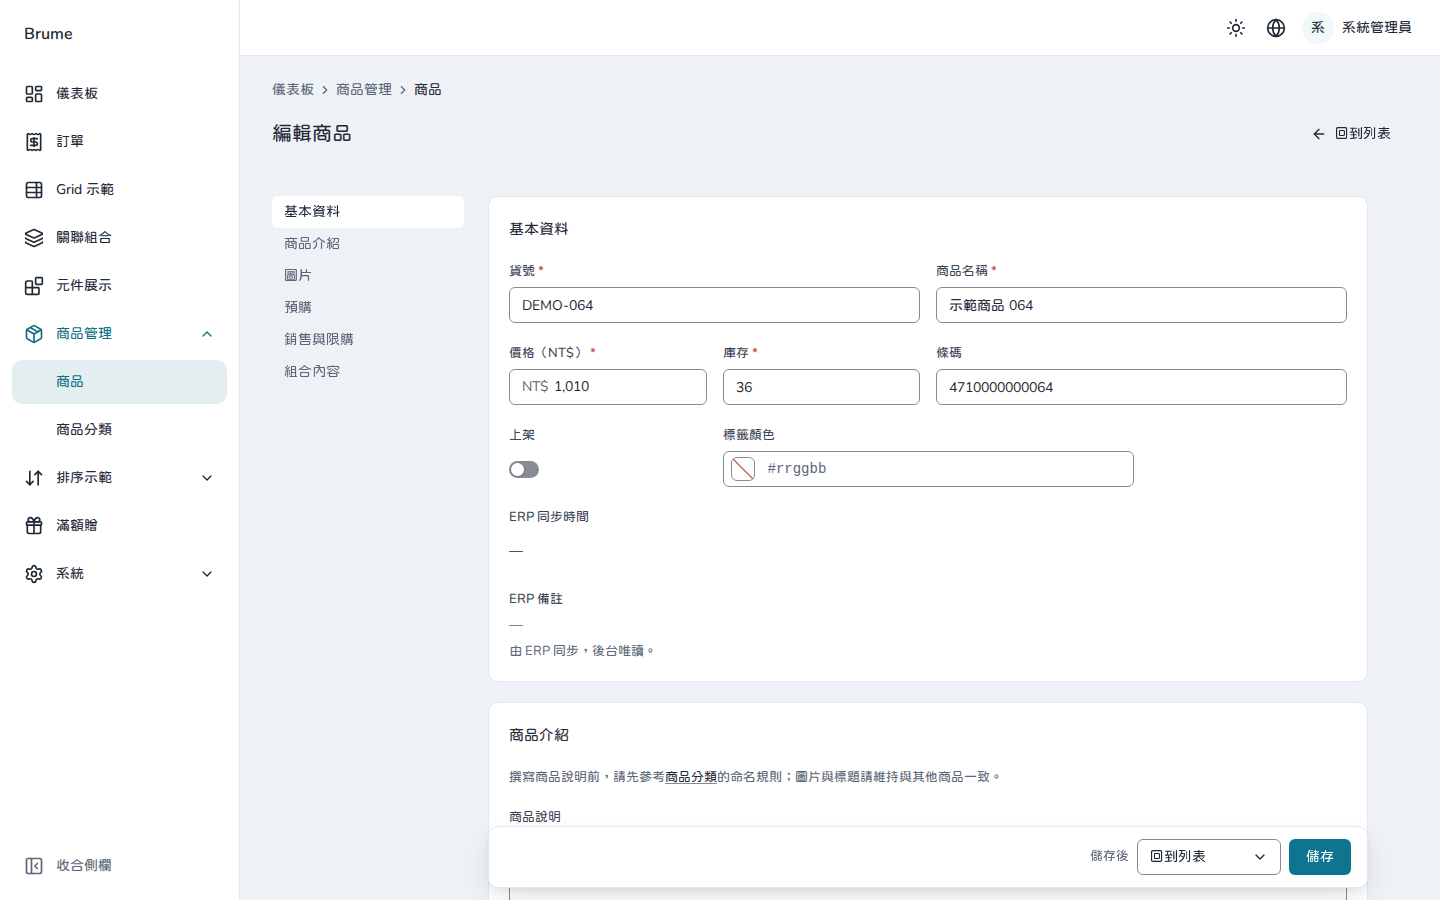 Brume
系 系統管理員
儀表板
訂單
Grid 示範
關聯組合
元件展示
商品管理
商品
商品分類
排序示範
滿額贈
系統
收合側欄
儀表板 > 商品管理 > 商品
編輯商品
回到列表
基本資料
商品介紹
圖片
預購
銷售與限購
組合內容
基本資料
貨號 * 商品名稱 *
DEMO-064 示範商品 064
價格（NT$） * 庫存 * 條碼
NT$ 1,010 36 4710000000064
上架 標籤顏色
#rrggbb
ERP 同步時間
—
ERP 備註
—
由 ERP 同步，後台唯讀。
商品介紹
撰寫商品說明前，請先參考商品分類的命名規則；圖片與標題請維持與其他商品一致。
商品說明
儲存後 回到列表 儲存